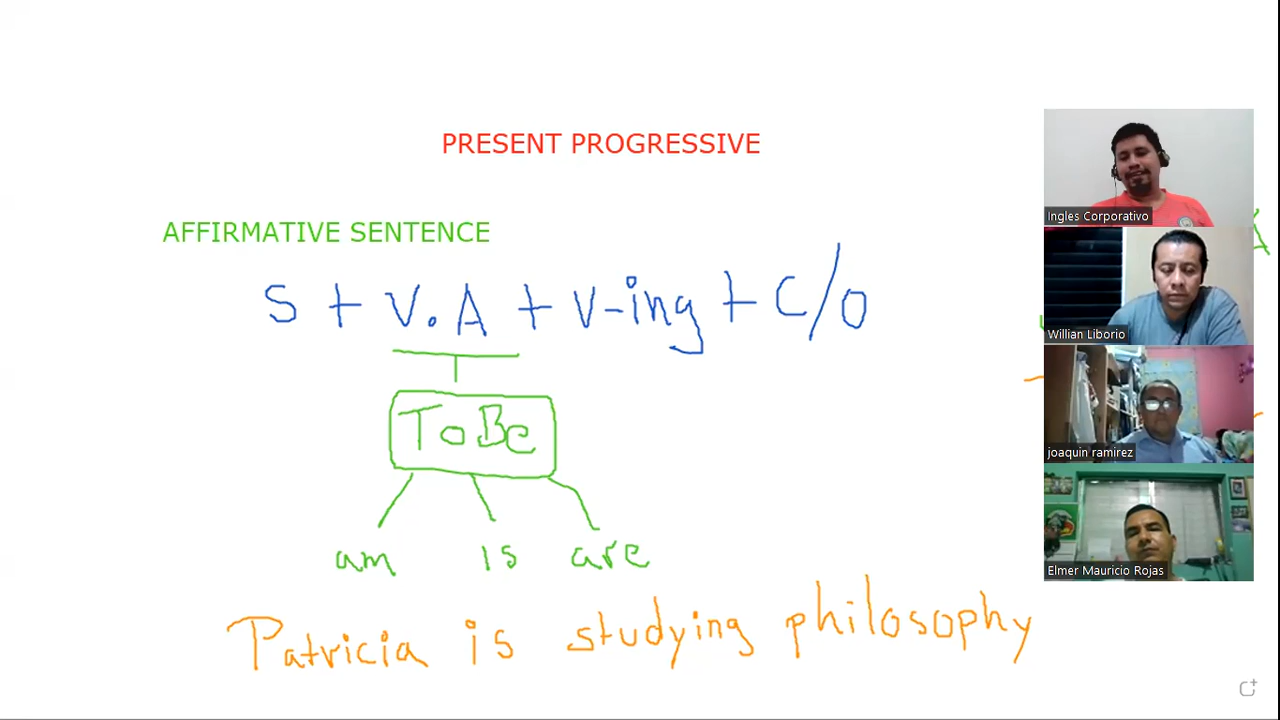 PRESENT PROGRESSIVE
AFFIRMATIVE SENTENCE
S + V.A + V-ing + C/O
To Be
am is are
Patricia is studying philosophy
Ingles Corporativo
Willian Liborio
joaquin ramirez
Elmer Mauricio Rojas